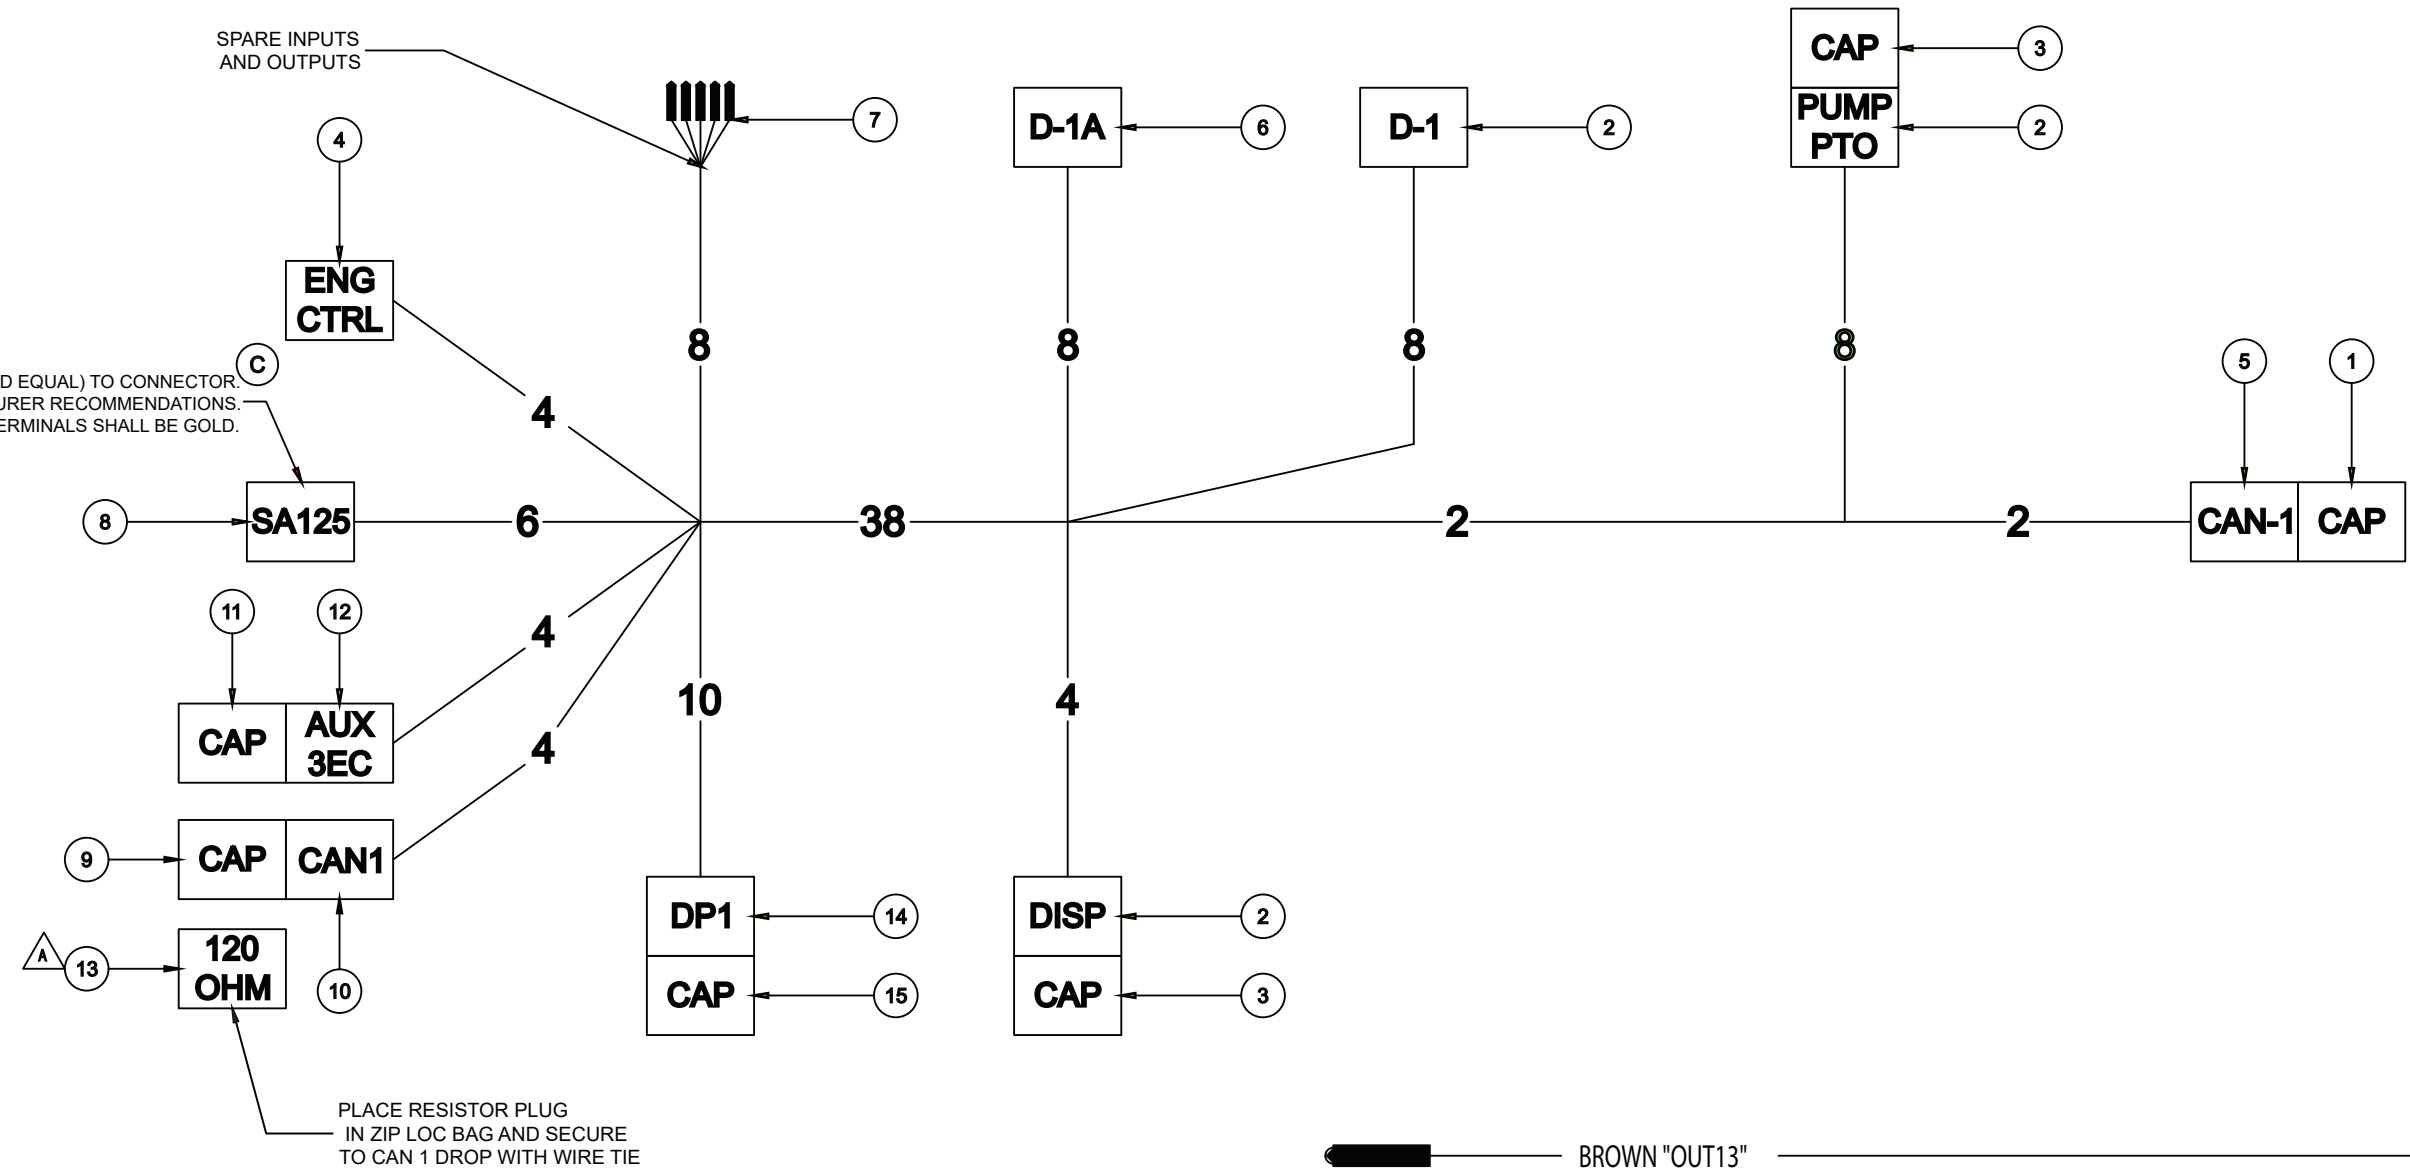 SPARE INPUTS
AND OUTPUTS
7
D-1A
6
D-1
2
CAP
3
PUMP
PTO
2
4
ENG
CTRL
8
8
8
8
C
D EQUAL) TO CONNECTOR.
URER RECOMMENDATIONS.
ERMINALS SHALL BE GOLD.
4
5
1
8
SA125
6
38
2
2
CAN-1
CAP
11
12
4
CAP
AUX
3EC
4
10
4
9
CAP
CAN1
DP1
14
DISP
2
A
13
120
OHM
10
CAP
15
CAP
3
PLACE RESISTOR PLUG
IN ZIP LOC BAG AND SECURE
TO CAN 1 DROP WITH WIRE TIE
BROWN "OUT13"